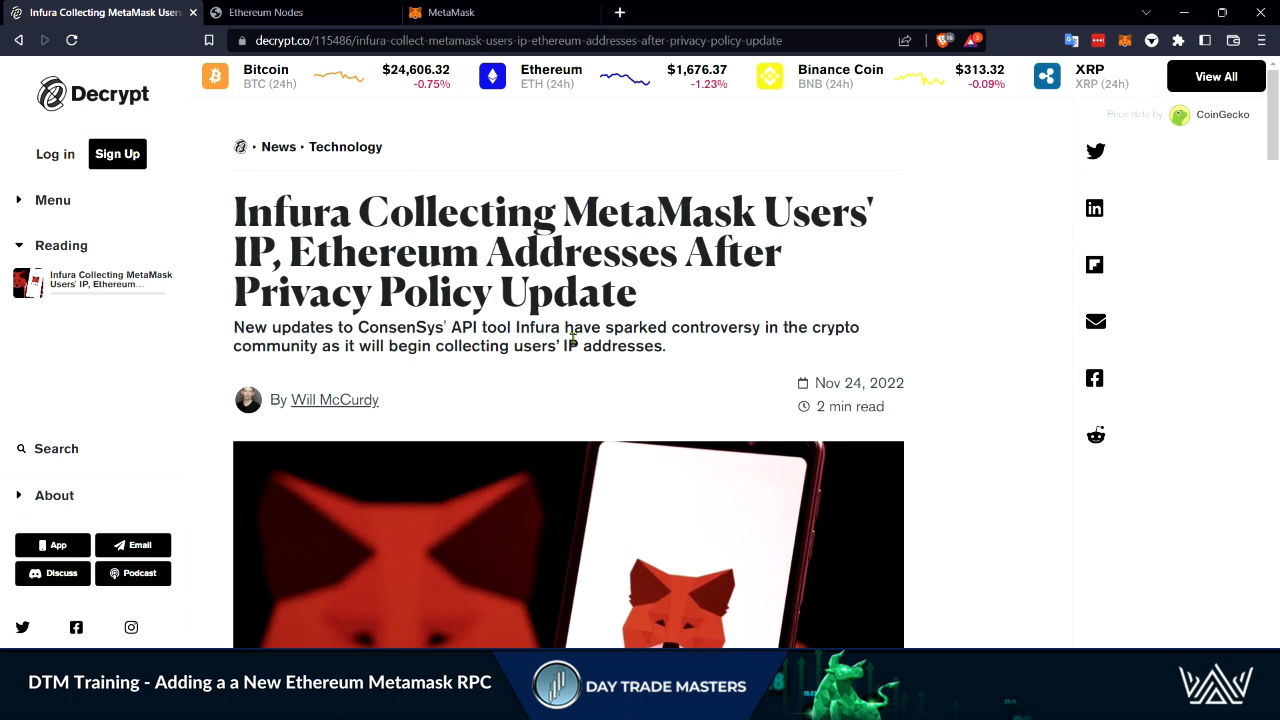 Infura Collecting MetaMask Users
Ethereum Nodes
MetaMask
decrypt.co/115486/infura-collect-metamask-users-ip-ethereum-addresses-after-privacy-policy-update
16
3
Decrypt
Bitcoin
BTC (24h)
$24,606.32
-0.75%
Ethereum
ETH (24h)
$1,676.37
-1.23%
Binance Coin
BNB (24h)
$313.32
-0.09%
XRP
XRP (24h)
View All
Price data by CoinGecko
Log in
Sign Up
Menu
Reading
Infura Collecting MetaMask
Users' IP, Ethereum…
News
Technology
Infura Collecting MetaMask Users'
IP, Ethereum Addresses After
Privacy Policy Update
New updates to ConsenSys' API tool Infura have sparked controversy in the crypto
community as it will begin collecting users’ IP addresses.
By Will McCurdy
Nov 24, 2022
2 min read
Search
About
App
Email
Discuss
Podcast
DTM Training - Adding a a New Ethereum Metamask RPC
DAY TRADE MASTERS